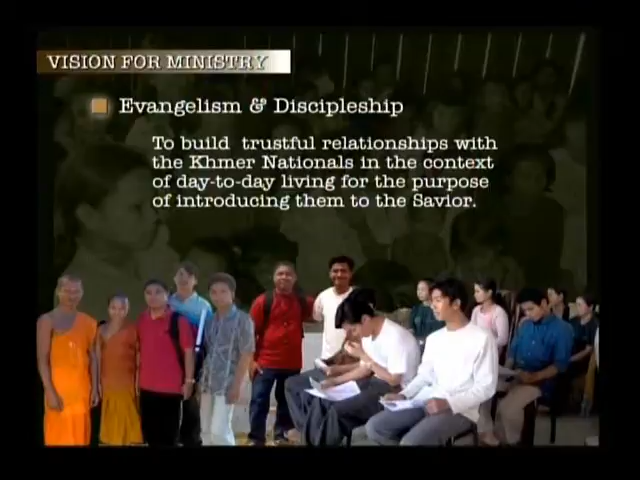 VISION FOR MINISTRY
Evangelism & Discipleship
To build trustful relationships with
the Khmer Nationals in the context
of day-to-day living for the purpose
of introducing them to the Savior.